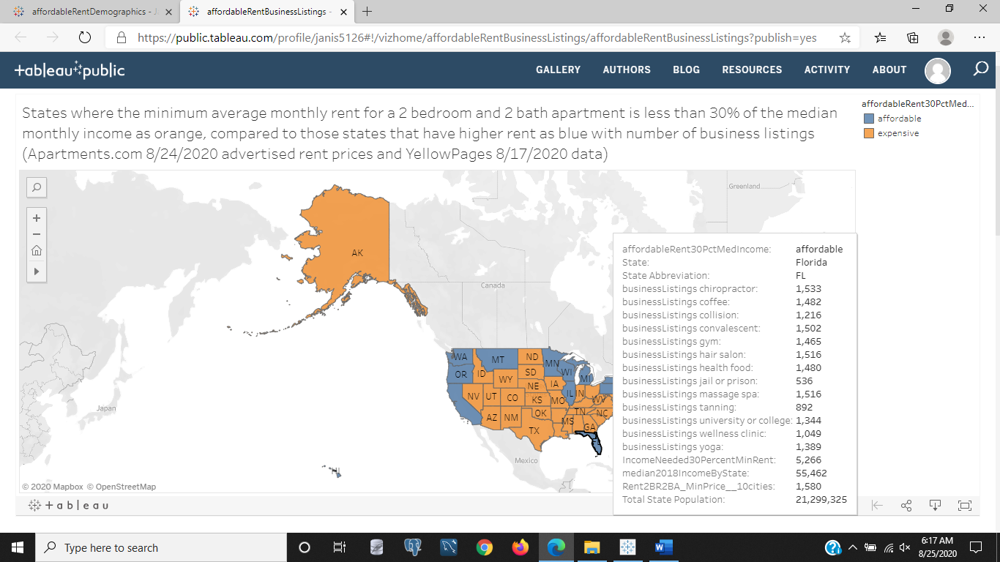 affordableRentDemographics - J
affordableRentBusinessListings -
https://public.tableau.com/profile/janis5126#!/vizhome/affordableRentBusinessListings/affordableRentBusinessListings?publish=yes
+ableau+public
GALLERY AUTHORS BLOG RESOURCES ACTIVITY ABOUT
States where the minimum average monthly rent for a 2 bedroom and 2 bath apartment is less than 30% of the median
monthly income as orange, compared to those states that have higher rent as blue with number of business listings
(Apartments.com 8/24/2020 advertised rent prices and YellowPages 8/17/2020 data)
affordableRent30PctMed...
affordable
expensive
Greenland
AK
Canada
WA MT ND MN
OR ID WY SD WI MI
NV UT CO NE IA IL IN WV
KS MO
AZ NM OK TN NC
TX MS GA
Japan
Mexico
HI
affordableRent30PctMedIncome: affordable
State: Florida
State Abbreviation: FL
businessListings chiropractor: 1,533
businessListings coffee: 1,482
businessListings collision: 1,216
businessListings convalescent: 1,502
businessListings gym: 1,465
businessListings hair salon: 1,516
businessListings health food: 1,480
businessListings jail or prison: 536
businessListings massage spa: 1,516
businessListings tanning: 892
businessListings university or college: 1,344
businessListings wellness clinic: 1,049
businessListings yoga: 1,389
IncomeNeeded30PercentMinRent: 5,266
median2018IncomeByState: 55,462
Rent2BR2BA_MinPrice__10cities: 1,580
Total State Population: 21,299,325
© 2020 Mapbox © OpenStreetMap
+ a b l e a u
Type here to search
6:17 AM
8/25/2020